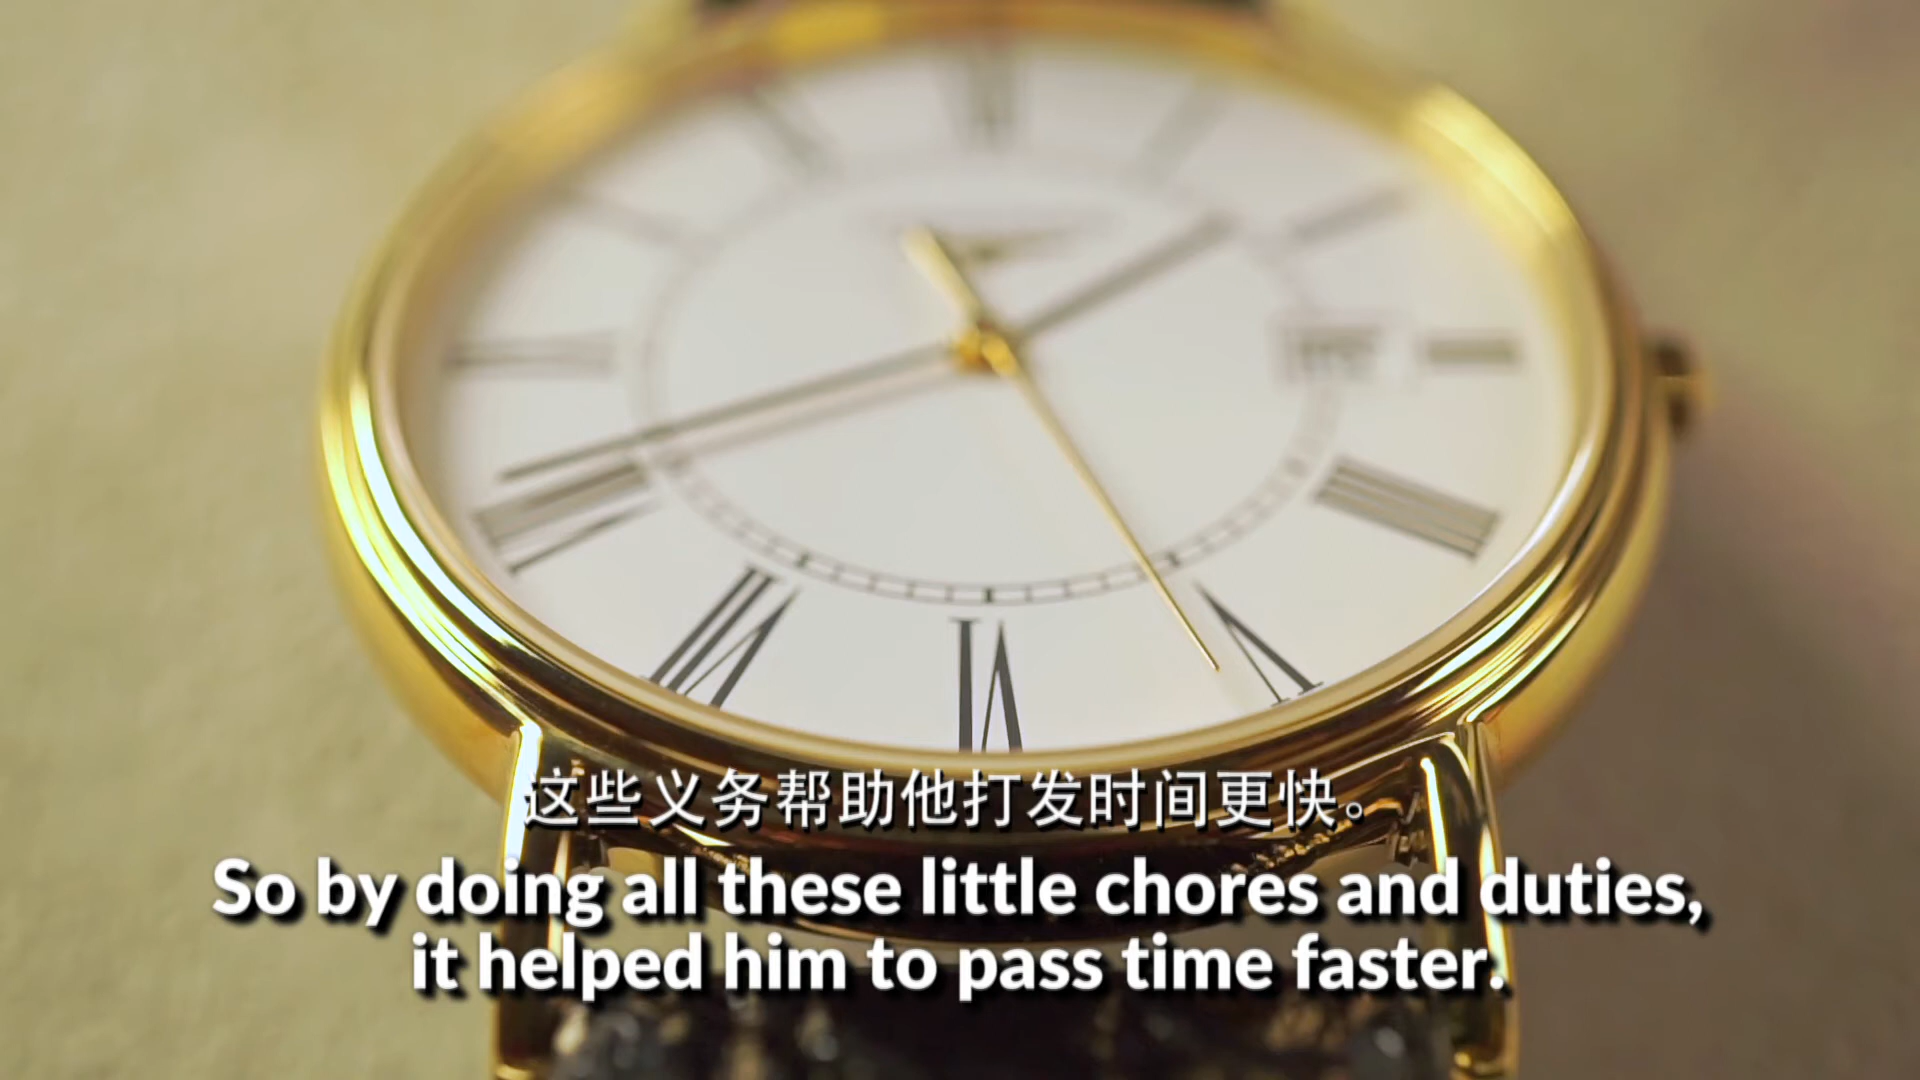 这些义务帮助他打发时间更快。
So by doing all these little chores and duties,
it helped him to pass time faster.